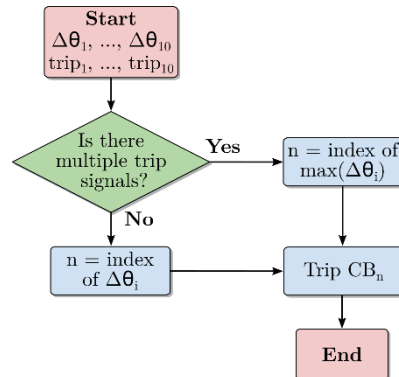 Start
Δθ₁, ..., Δθ₁₀
trip₁, ..., trip₁₀
Is there
multiple trip
signals?
Yes
n = index of
max(Δθᵢ)
No
n = index
of Δθᵢ
Trip CBₙ
End